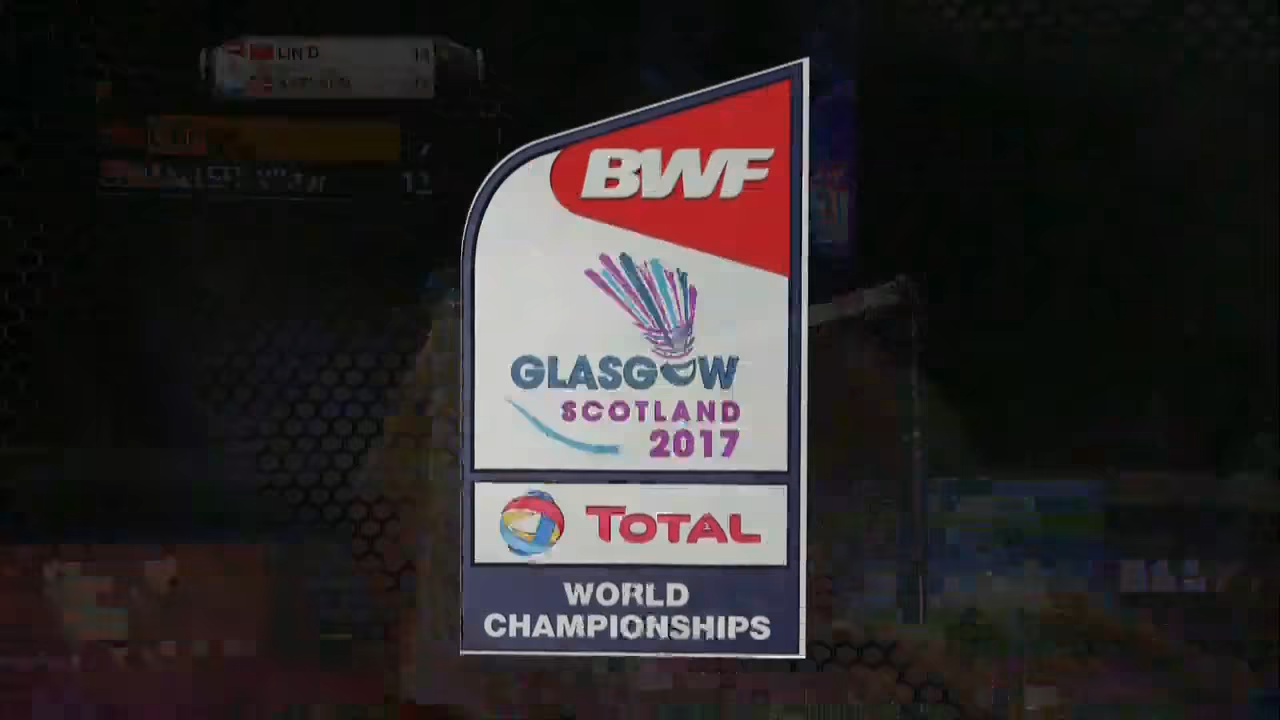 LIN D
BWF
GLASGOW
SCOTLAND
2017
TOTAL
WORLD
CHAMPIONSHIPS